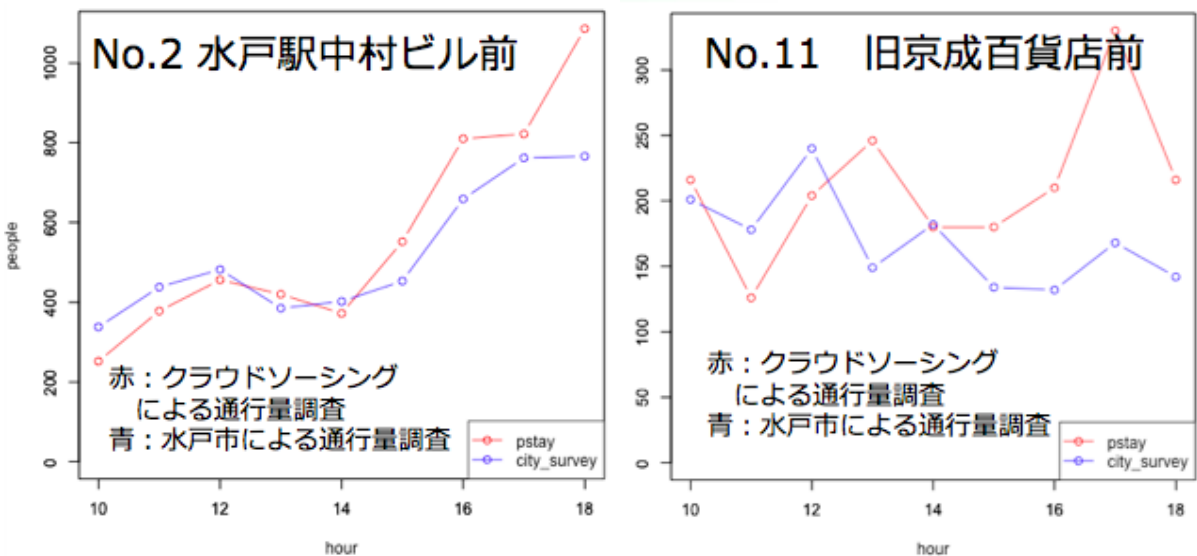 No.2 水戸駅中村ビル前
people
1000
800
600
400
200
0
赤：クラウドソーシング
による通行量調査
青：水戸市による通行量調査
pstay
city_survey
10 12 14 16 18
hour
No.11　旧京成百貨店前
300
250
200
150
100
50
0
赤：クラウドソーシング
による通行量調査
青：水戸市による通行量調査
pstay
city_survey
10 12 14 16 18
hour